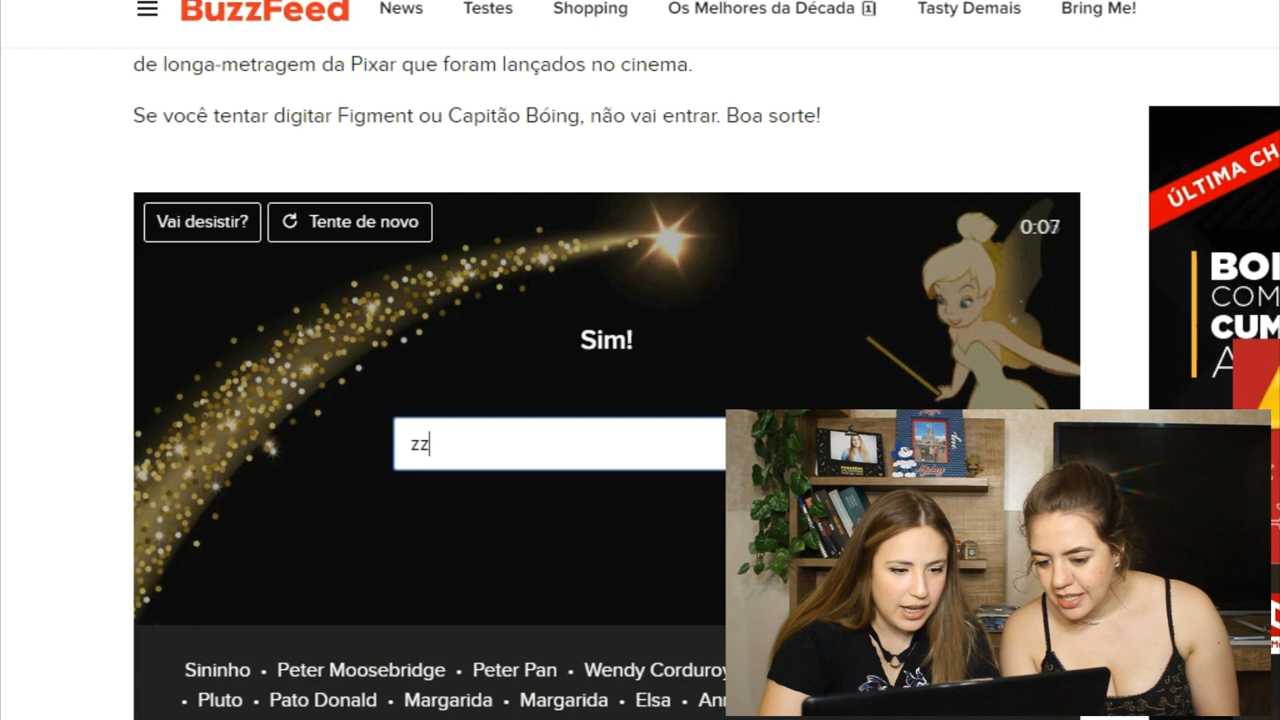 BuzzFeed News Testes Shopping Os Melhores da Década Tasty Demais Bring Me!
de longa-metragem da Pixar que foram lançados no cinema.
Se você tentar digitar Figment ou Capitão Bóing, não vai entrar. Boa sorte!
ÚLTIMA CH
Vai desistir? Tente de novo 0:07
BO
COM
CUM
A
Sim!
zz
Sininho • Peter Moosebridge • Peter Pan • Wendy Corduroy
• Pluto • Pato Donald • Margarida • Margarida • Elsa • An